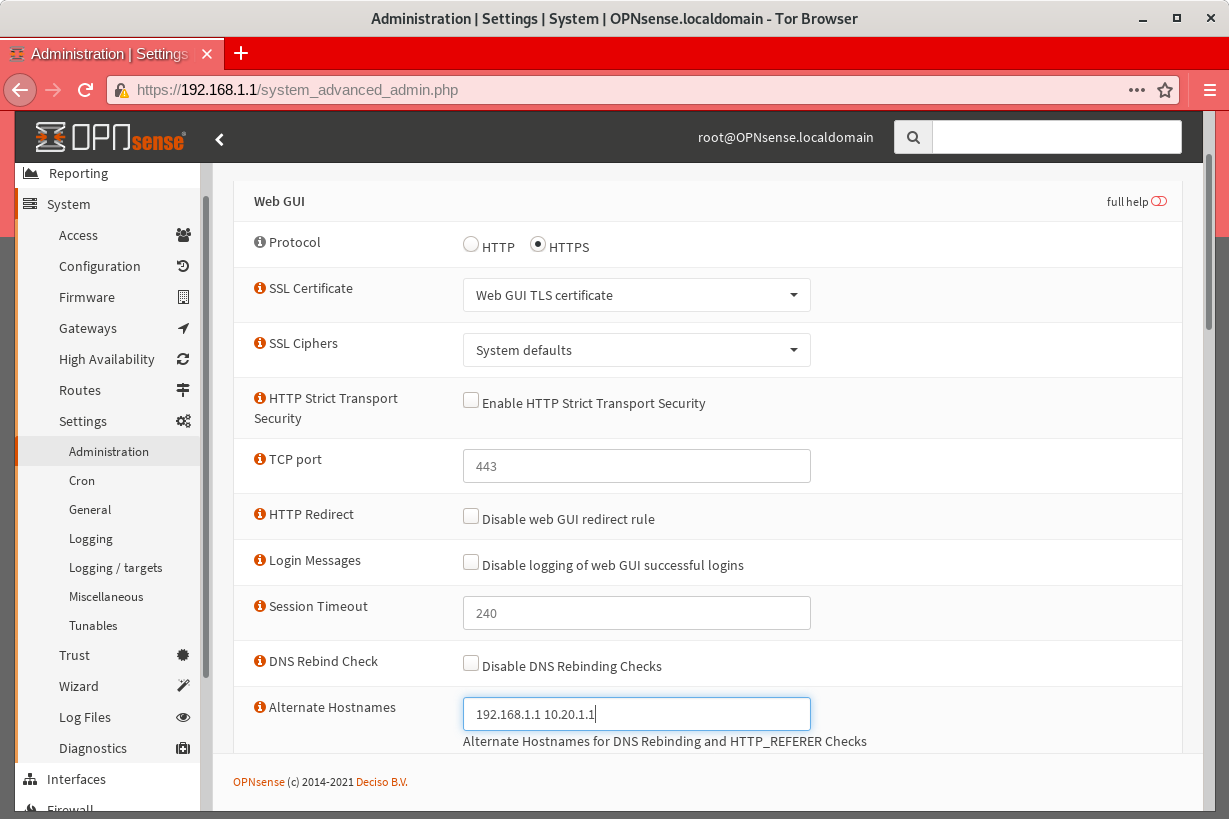 Administration | Settings | System | OPNsense.localdomain - Tor Browser
Administration | Settings
https://192.168.1.1/system_advanced_admin.php
OPNsense
root@OPNsense.localdomain
Reporting
System
Access
Configuration
Firmware
Gateways
High Availability
Routes
Settings
Administration
Cron
General
Logging
Logging / targets
Miscellaneous
Tunables
Trust
Wizard
Log Files
Diagnostics
Interfaces
Firewall
Web GUI
full help
Protocol
HTTP HTTPS
SSL Certificate
Web GUI TLS certificate
SSL Ciphers
System defaults
HTTP Strict Transport
Security
Enable HTTP Strict Transport Security
TCP port
443
HTTP Redirect
Disable web GUI redirect rule
Login Messages
Disable logging of web GUI successful logins
Session Timeout
240
DNS Rebind Check
Disable DNS Rebinding Checks
Alternate Hostnames
192.168.1.1 10.20.1.1
Alternate Hostnames for DNS Rebinding and HTTP_REFERER Checks
OPNsense (c) 2014-2021 Deciso B.V.